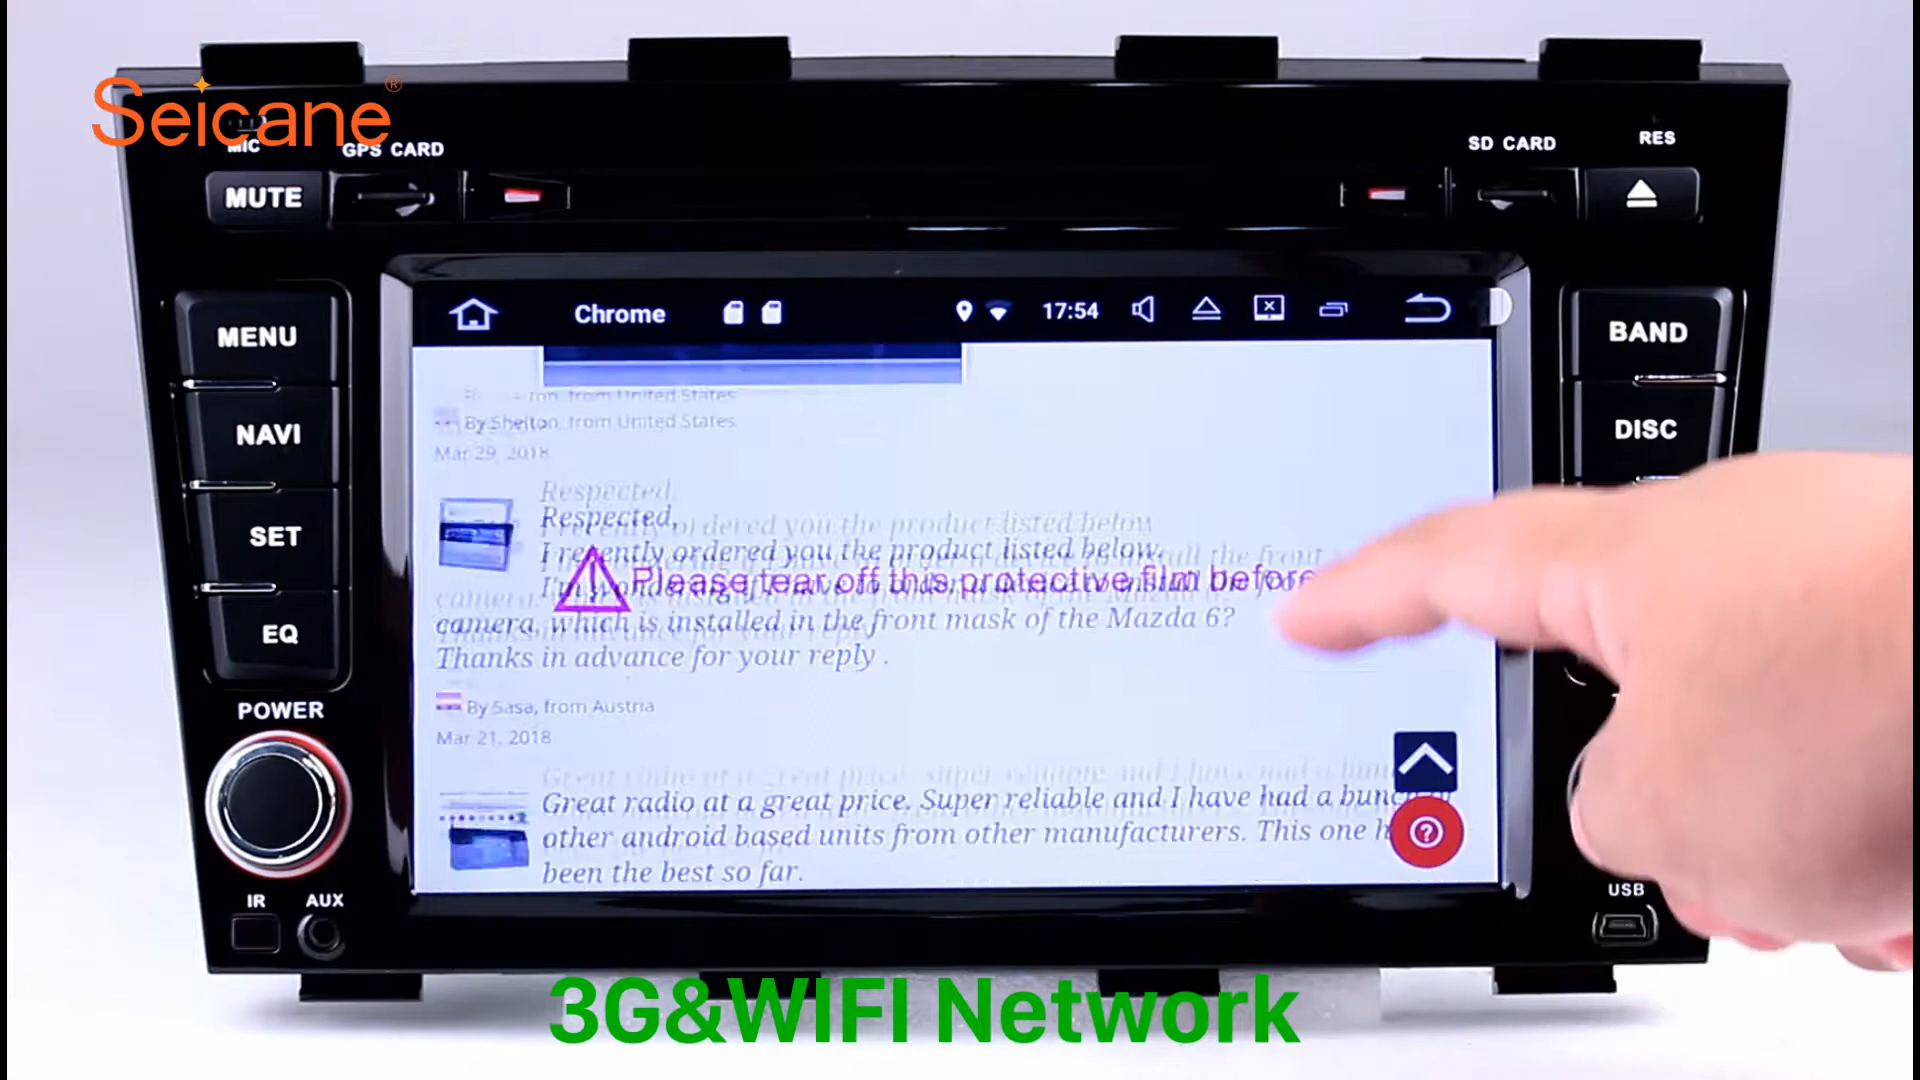 Seicane®
MIC
GPS CARD
SD CARD
RES
MUTE
Chrome
17:54
MENU
NAVI
SET
EQ
POWER
IR
AUX
BAND
DISC
USB
By Shelton, from United States
Mar 29, 2018
Respected,
I recently ordered you the product listed below.
Please tear off this protective film before
camera, which is installed in the front mask of the Mazda 6?
Thanks in advance for your reply .
By Sasa, from Austria
Mar 21, 2018
Great radio at a great price. Super reliable and I have had a bunch
other android based units from other manufacturers. This one h
been the best so far.
3G&WIFI Network